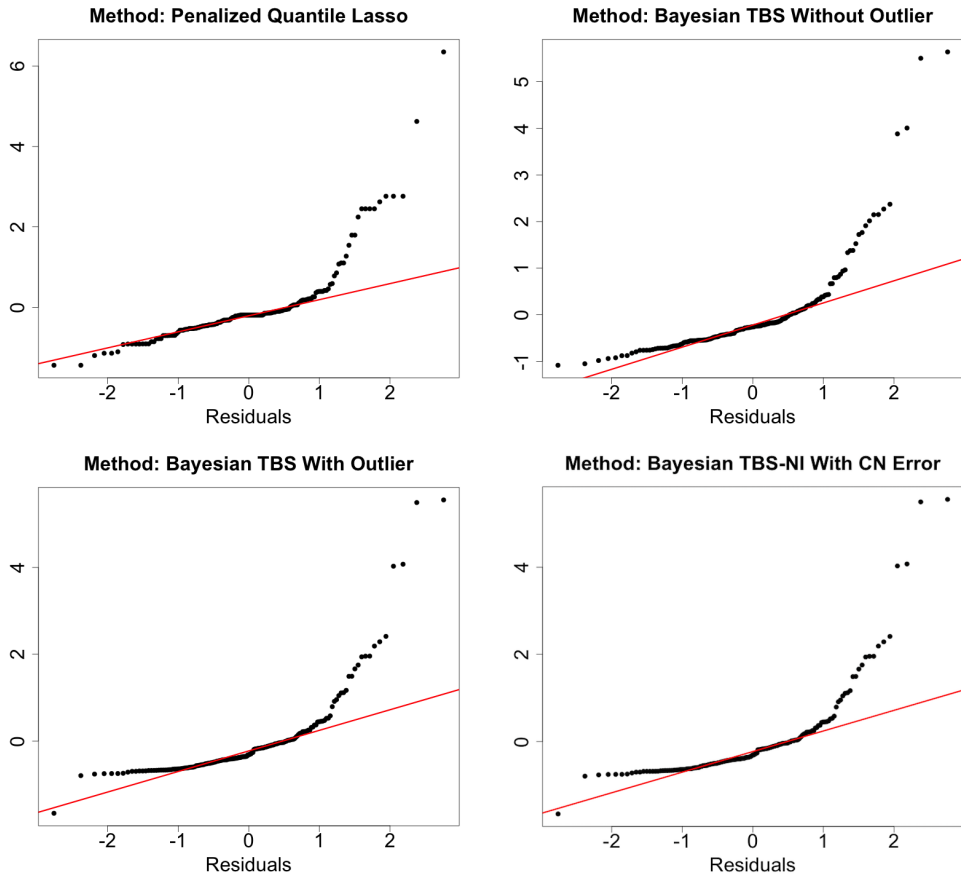 Method: Penalized Quantile Lasso
6
4
2
0
-2 -1 0 1 2
Residuals
Method: Bayesian TBS Without Outlier
5
4
3
2
1
0
-1
-2 -1 0 1 2
Residuals
Method: Bayesian TBS With Outlier
4
2
0
-2 -1 0 1 2
Residuals
Method: Bayesian TBS-NI With CN Error
4
2
0
-2 -1 0 1 2
Residuals